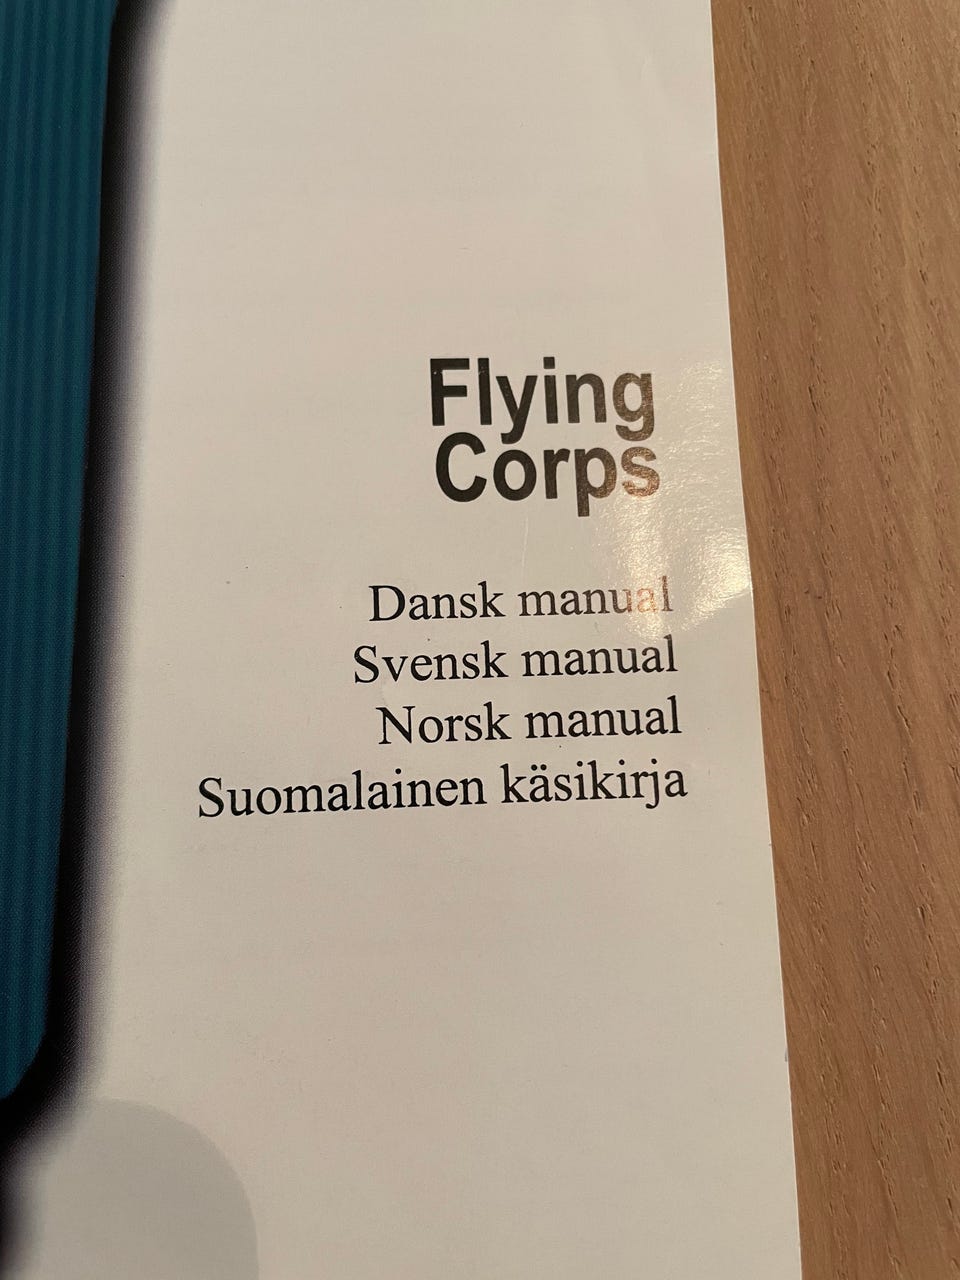 Flying
Corps
Dansk manual
Svensk manual
Norsk manual
Suomalainen käsikirja